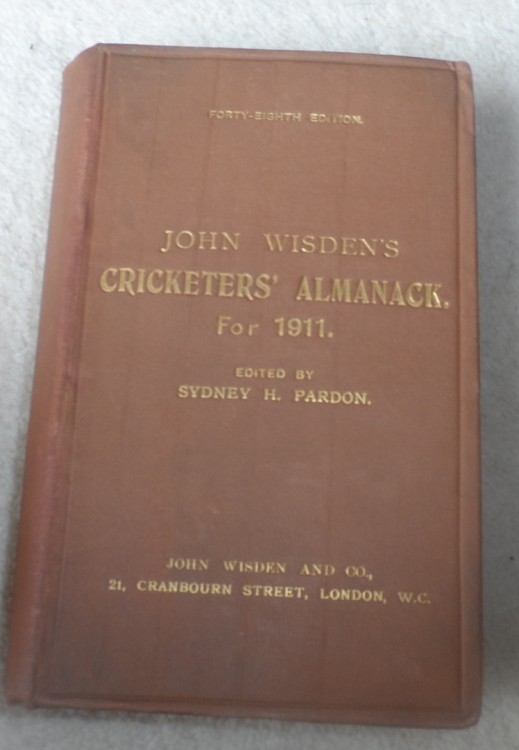 FORTY-EIGHTH EDITION.
JOHN WISDEN'S
CRICKETERS' ALMANACK.
For 1911.
EDITED BY
SYDNEY H. PARDON.
JOHN WISDEN AND CO.,
21, CRANBOURN STREET, LONDON, W.C.